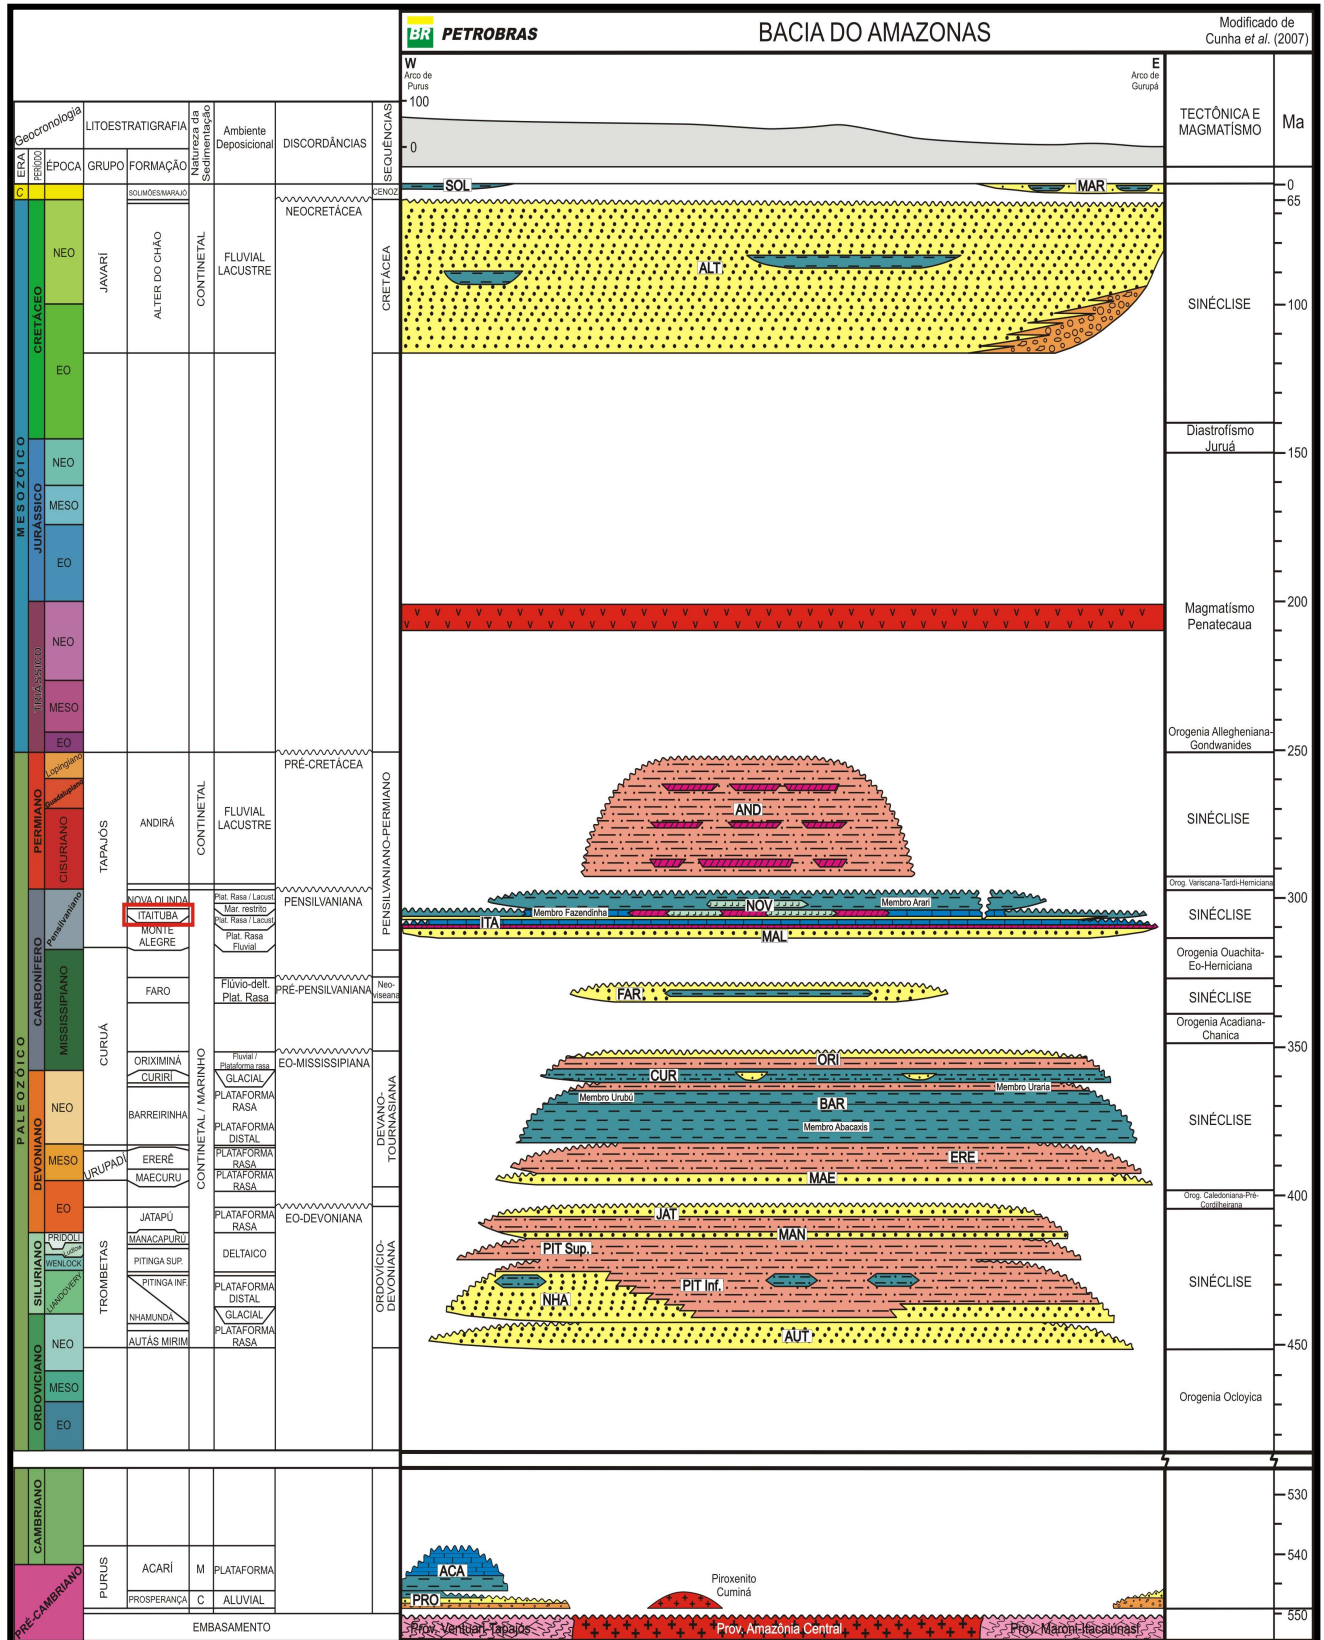 BR PETROBRAS
BACIA DO AMAZONAS
Modificado de
Cunha et al. (2007)
Geocronologia
ERA
PERÍODO
ÉPOCA
LITOESTRATIGRAFIA
GRUPO
FORMAÇÃO
Natureza da
Sedimentação
Ambiente
Deposicional
DISCORDÂNCIAS
SEQUÊNCIAS
W
Arco de
Purus
100
0
E
Arco de
Gurupá
TECTÔNICA E
MAGMATÍSMO
Ma
C
SOLIMÕES/MARAJÓ
CENOZ
SOL
MAR
0
65
MESOZÓICO
CRETÁCEO
NEO
EO
JAVARÍ
ALTER DO CHÃO
CONTINETAL
FLUVIAL
LACUSTRE
NEOCRETÁCEA
CRETÁCEA
ALT
SINÉCLISE
100
Diastrofísmo
Juruá
150
JURÁSSICO
NEO
MESO
EO
TRIÁSSICO
NEO
MESO
EO
Magmatísmo
Penatecaua
200
Orogenia Allegheniana-
Gondwanides
250
PALEOZÓICO
PERMIANO
Lopingiano
Guadalupiano
CISURIANO
TAPAJÓS
ANDIRÁ
CONTINETAL
FLUVIAL
LACUSTRE
PRÉ-CRETÁCEA
PENSILVANIANO-PERMIANO
AND
SINÉCLISE
Orog. Variscana-Tardi-Herniciana
CARBONÍFERO
Pensilvaniano
MISSISSIPIANO
NOVA OLINDA
ITAITUBA
MONTE
ALEGRE
Plat. Rasa / Lacust.
Mar. restrito
Plat. Rasa / Lacust.
Plat. Rasa
Fluvial
PENSILVANIANA
Membro Fazendinha
NOV
Membro Arari
ITA
MAL
300
SINÉCLISE
Orogenia Ouachita-
Eo-Herniciana
CURUÁ
FARO
Flúvio-delt.
Plat. Rasa
PRÉ-PENSILVANIANA
Neo-
viseana
FAR
SINÉCLISE
Orogenia Acadiana-
Chanica
350
CONTINETAL / MARINHO
ORIXIMINÁ
CURIRÍ
BARREIRINHA
Fluvial /
Plataforma rasa
GLACIAL
PLATAFORMA
RASA
PLATAFORMA
DISTAL
EO-MISSISSIPIANA
DEVANO-
TOURNASIANA
ORI
CUR
Membro Urubú
Membro Uraria
BAR
Membro Abacaxis
SINÉCLISE
DEVONIANO
NEO
MESO
EO
URUPADÍ
ERERÊ
MAECURU
PLATAFORMA
RASA
PLATAFORMA
RASA
ERE
MAE
Orog. Caledoniana-Pré-
Cordilheirana
400
TROMBETAS
JATAPÚ
MANACAPURÚ
PITINGA SUP.
PITINGA INF.
NHAMUNDÁ
AUTÁS MIRIM
PLATAFORMA
RASA
DELTAICO
PLATAFORMA
DISTAL
GLACIAL
PLATAFORMA
RASA
EO-DEVONIANA
ORDOVÍCIO-
DEVONIANA
JAT
MAN
PIT Sup.
PIT Inf.
NHA
AUT
SINÉCLISE
450
SILURIANO
PRIDOLI
Ludlow
WENLOCK
LLANDOVERY
ORDOVICIANO
NEO
MESO
EO
Orogenia Ocloyica
CAMBRIANO
PRÉ-CAMBRIANO
PURUS
ACARÍ
M
PLATAFORMA
PROSPERANÇA
C
ALUVIAL
EMBASAMENTO
ACA
PRO
Piroxenito
Cuminá
530
540
550
Prov. Ventuari-Tapajós
Prov. Amazônia Central
Prov. Maroni-Itacaiunasf